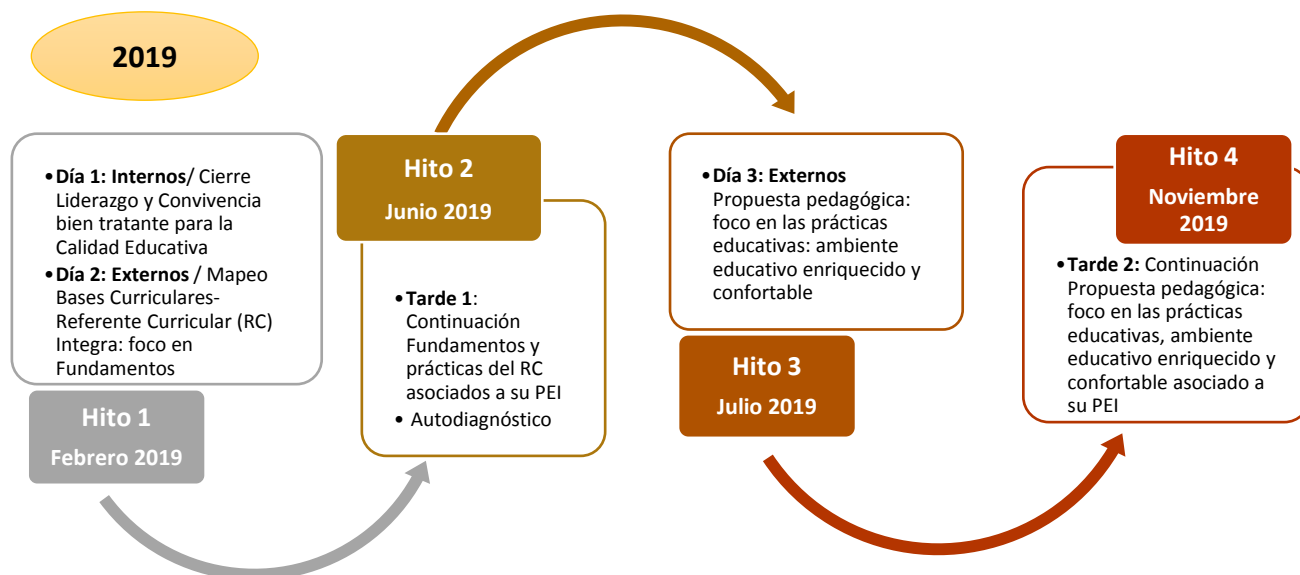 2019
•Día 1: Internos/ Cierre
Liderazgo y Convivencia
bien tratante para la
Calidad Educativa
•Día 2: Externos / Mapeo
Bases Curriculares-
Referente Curricular (RC)
Integra: foco en
Fundamentos
Hito 1
Febrero 2019
Hito 2
Junio 2019
•Tarde 1:
Continuación
Fundamentos y
prácticas del RC
asociados a su PEI
• Autodiagnóstico
•Día 3: Externos
Propuesta pedagógica:
foco en las prácticas
educativas: ambiente
educativo enriquecido y
confortable
Hito 3
Julio 2019
Hito 4
Noviembre
2019
•Tarde 2: Continuación
Propuesta pedagógica:
foco en las prácticas
educativas, ambiente
educativo enriquecido y
confortable asociado a
su PEI